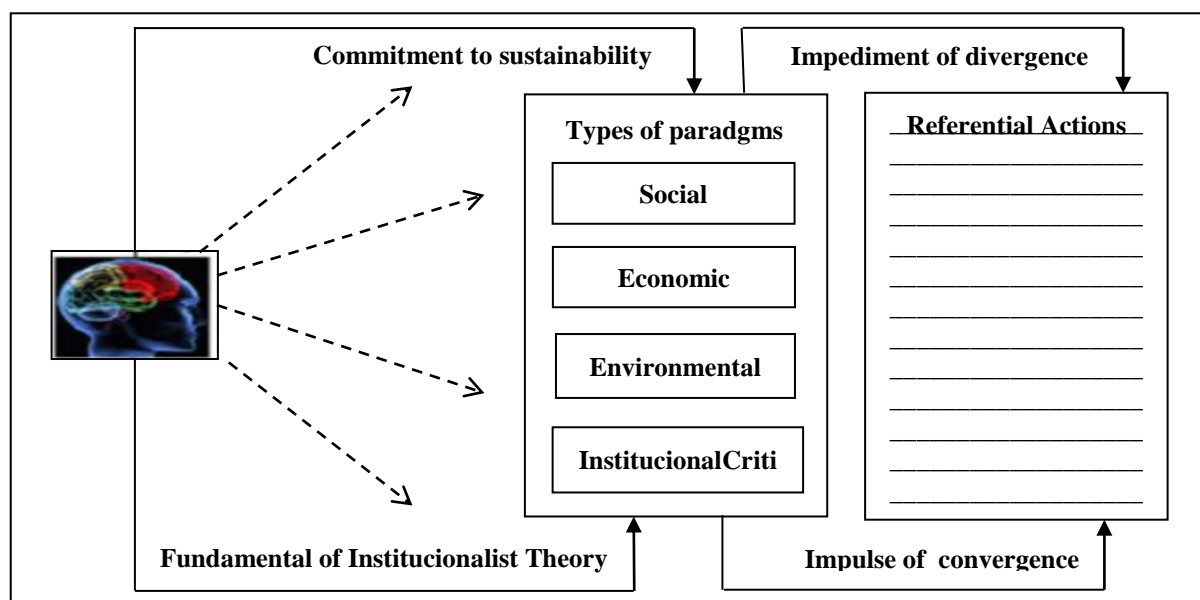 Commitment to sustainability
Impediment of divergence
Types of paradgms
Social
Economic
Environmental
InstitucionalCriti
Referential Actions
Fundamental of Institucionalist Theory
Impulse of convergence